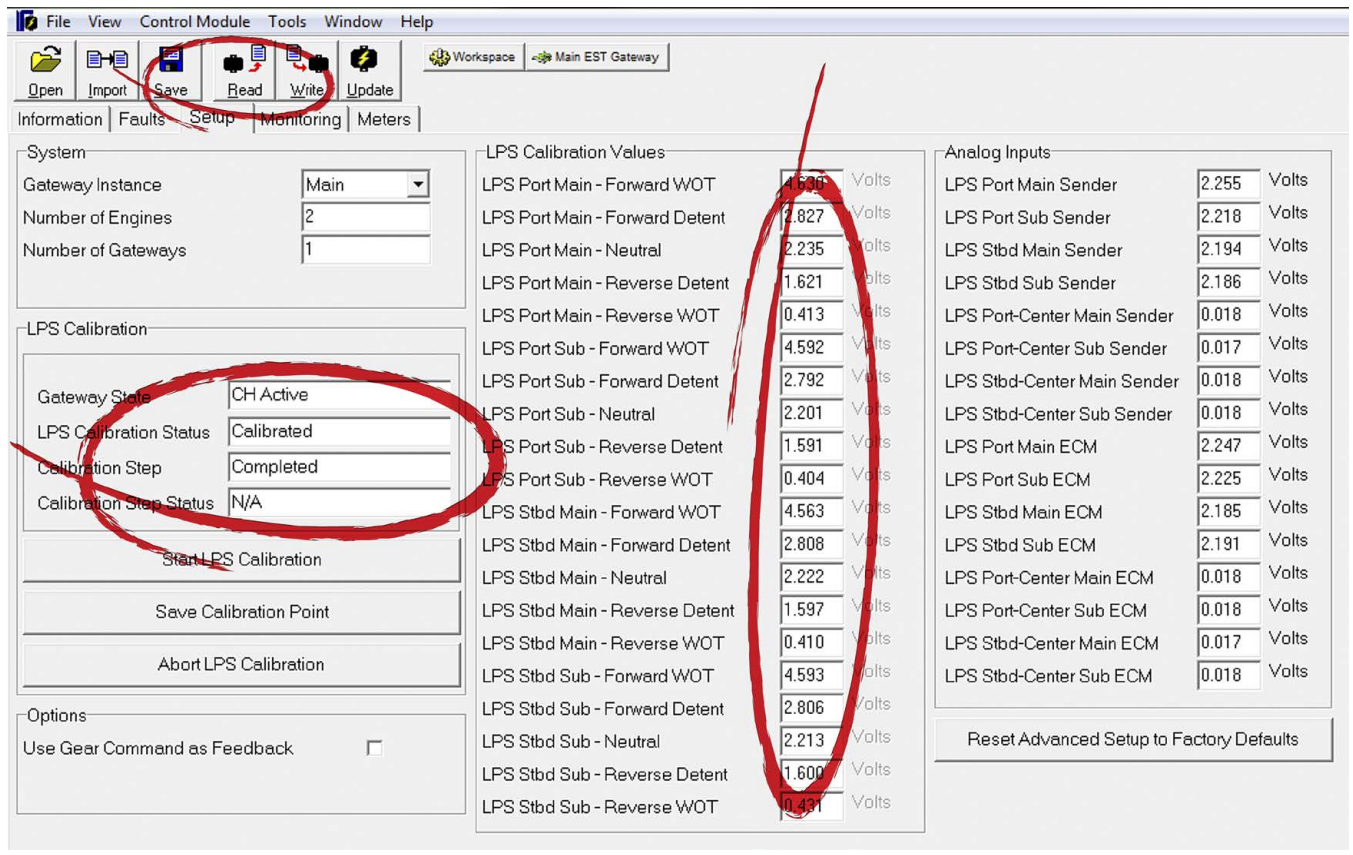 File View Control Module Tools Window Help
Open Import Save Read Write Update Workspace Main EST Gateway
Information Faults Setup Monitoring Meters
System
Gateway Instance Main
Number of Engines 2
Number of Gateways 1
LPS Calibration
Gateway State CH Active
LPS Calibration Status Calibrated
Calibration Step Completed
Calibration Step Status N/A
Start LPS Calibration
Save Calibration Point
Abort LPS Calibration
Options
Use Gear Command as Feedback
LPS Calibration Values
LPS Port Main - Forward WOT 4.630 Volts
LPS Port Main - Forward Detent 2.827 Volts
LPS Port Main - Neutral 2.235 Volts
LPS Port Main - Reverse Detent 1.621 Volts
LPS Port Main - Reverse WOT 0.413 Volts
LPS Port Sub - Forward WOT 4.592 Volts
LPS Port Sub - Forward Detent 2.792 Volts
LPS Port Sub - Neutral 2.201 Volts
LPS Port Sub - Reverse Detent 1.591 Volts
LPS Port Sub - Reverse WOT 0.404 Volts
LPS Stbd Main - Forward WOT 4.563 Volts
LPS Stbd Main - Forward Detent 2.808 Volts
LPS Stbd Main - Neutral 2.222 Volts
LPS Stbd Main - Reverse Detent 1.597 Volts
LPS Stbd Main - Reverse WOT 0.410 Volts
LPS Stbd Sub - Forward WOT 4.593 Volts
LPS Stbd Sub - Forward Detent 2.806 Volts
LPS Stbd Sub - Neutral 2.213 Volts
LPS Stbd Sub - Reverse Detent 1.600 Volts
LPS Stbd Sub - Reverse WOT 0.431 Volts
Analog Inputs
LPS Port Main Sender 2.255 Volts
LPS Port Sub Sender 2.218 Volts
LPS Stbd Main Sender 2.194 Volts
LPS Stbd Sub Sender 2.186 Volts
LPS Port-Center Main Sender 0.018 Volts
LPS Port-Center Sub Sender 0.017 Volts
LPS Stbd-Center Main Sender 0.018 Volts
LPS Stbd-Center Sub Sender 0.018 Volts
LPS Port Main ECM 2.247 Volts
LPS Port Sub ECM 2.225 Volts
LPS Stbd Main ECM 2.185 Volts
LPS Stbd Sub ECM 2.191 Volts
LPS Port-Center Main ECM 0.018 Volts
LPS Port-Center Sub ECM 0.018 Volts
LPS Stbd-Center Main ECM 0.017 Volts
LPS Stbd-Center Sub ECM 0.018 Volts
Reset Advanced Setup to Factory Defaults